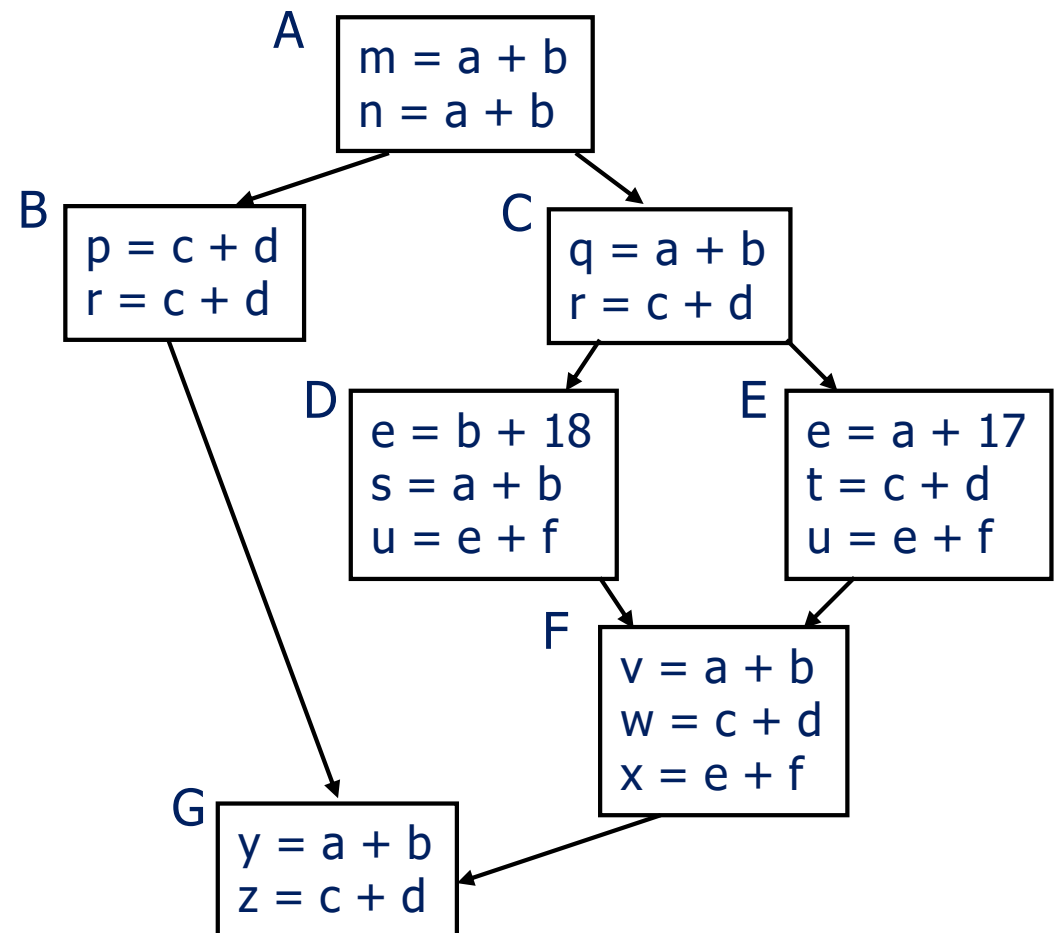 A
m = a + b
n = a + b
B
p = c + d
r = c + d
C
q = a + b
r = c + d
D
e = b + 18
s = a + b
u = e + f
E
e = a + 17
t = c + d
u = e + f
F
v = a + b
w = c + d
x = e + f
G
y = a + b
z = c + d